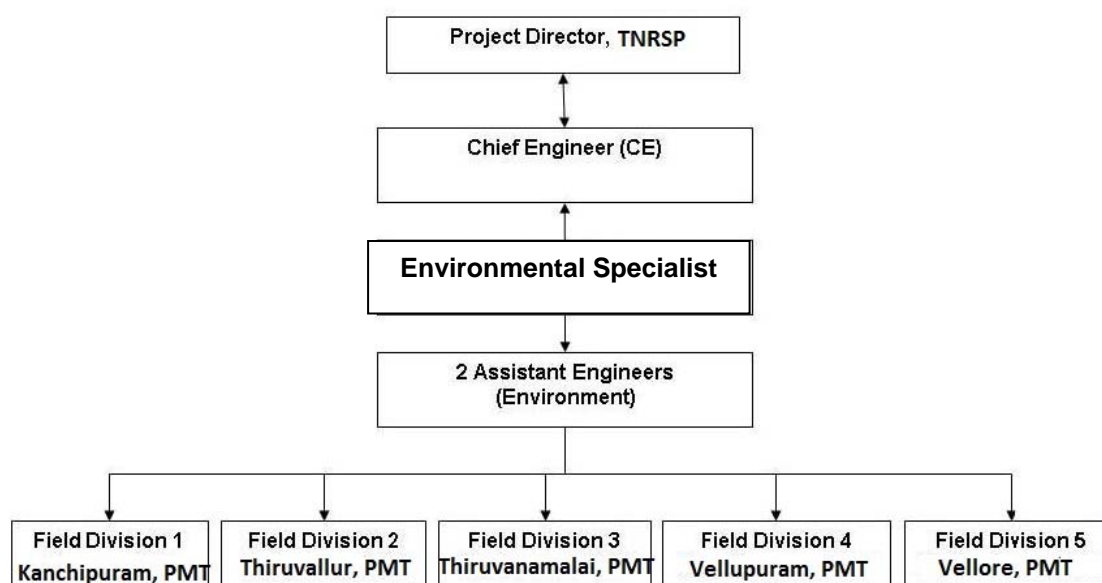 Project Director, TNRSP
Chief Engineer (CE)
Environmental Specialist
2 Assistant Engineers
(Environment)
Field Division 1
Kanchipuram, PMT
Field Division 2
Thiruvallur, PMT
Field Division 3
Thiruvanamalai, PMT
Field Division 4
Vellupuram, PMT
Field Division 5
Vellore, PMT